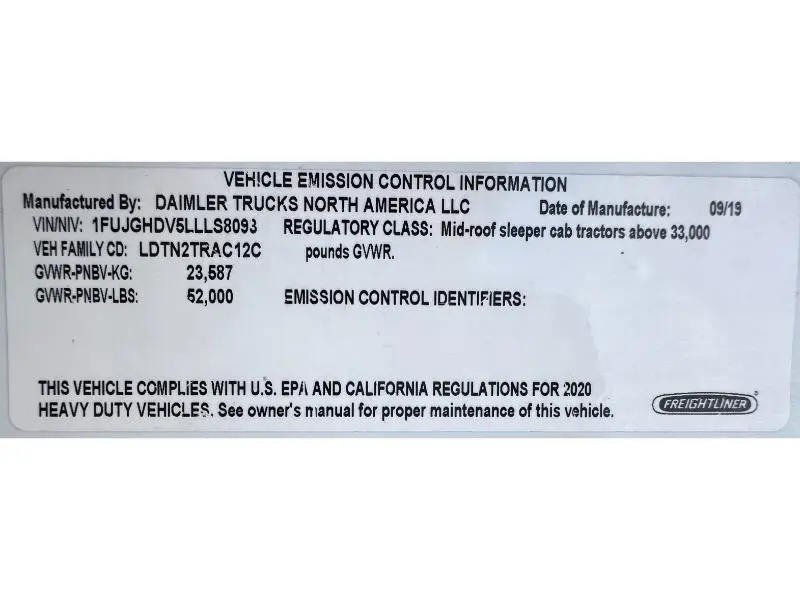 VEHICLE EMISSION CONTROL INFORMATION
Manufactured By: DAIMLER TRUCKS NORTH AMERICA LLC Date of Manufacture: 09/19
VIN/NIV: 1FUJGHDV5LLLS8093 REGULATORY CLASS: Mid-roof sleeper cab tractors above 33,000
VEH FAMILY CD: LDTN2TRAC12C pounds GVWR.
GVWR-PNBV-KG: 23,587
GVWR-PNBV-LBS: 52,000 EMISSION CONTROL IDENTIFIERS:
THIS VEHICLE COMPLIES WITH U.S. EPA AND CALIFORNIA REGULATIONS FOR 2020
HEAVY DUTY VEHICLES. See owner's manual for proper maintenance of this vehicle.
FREIGHTLINER